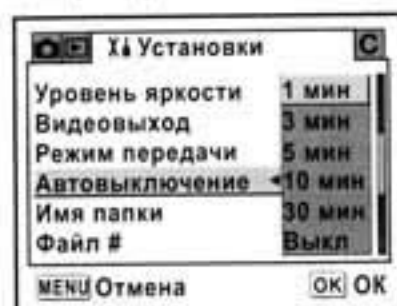 Установки C
Уровень яркости 1 мин
Видеовыход 3 мин
Режим передачи 5 мин
Автовыключение 10 мин
Имя папки 30 мин
Файл # Выкл
MENU Отмена OK OK